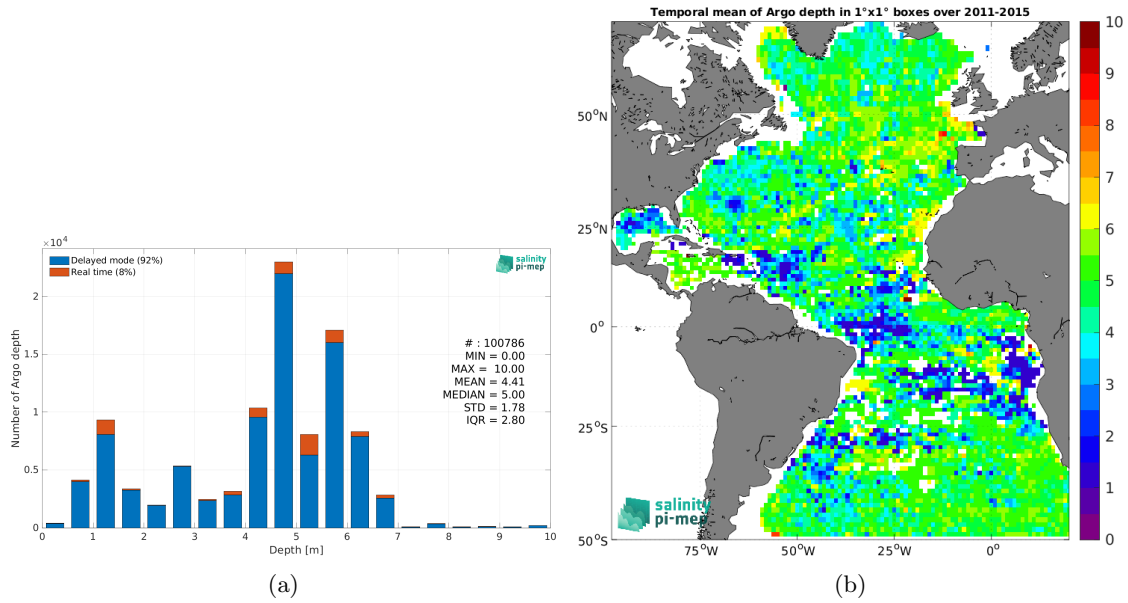 Temporal mean of Argo depth in 1°x1° boxes over 2011-2015
×10⁴
Delayed mode (92%)
Real time (8%)
salinity
pi-mep
# : 100786
MIN = 0.00
MAX = 10.00
MEAN = 4.41
MEDIAN = 5.00
STD = 1.78
IQR = 2.80
Number of Argo depth
2
1.5
1
0.5
0
0 1 2 3 4 5 6 7 8 9 10
Depth [m]
(a)
50°N
25°N
0°
25°S
50°S
75°W 50°W 25°W 0°
salinity
pi-mep
10
9
8
7
6
5
4
3
2
1
0
(b)